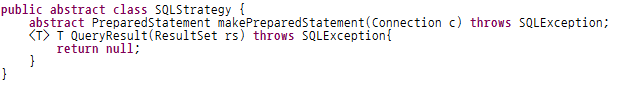 public abstract class SQLStrategy {
    abstract PreparedStatement makePreparedStatement(Connection c) throws SQLException;
    <T> T QueryResult(ResultSet rs) throws SQLException{
        return null;
    }
}